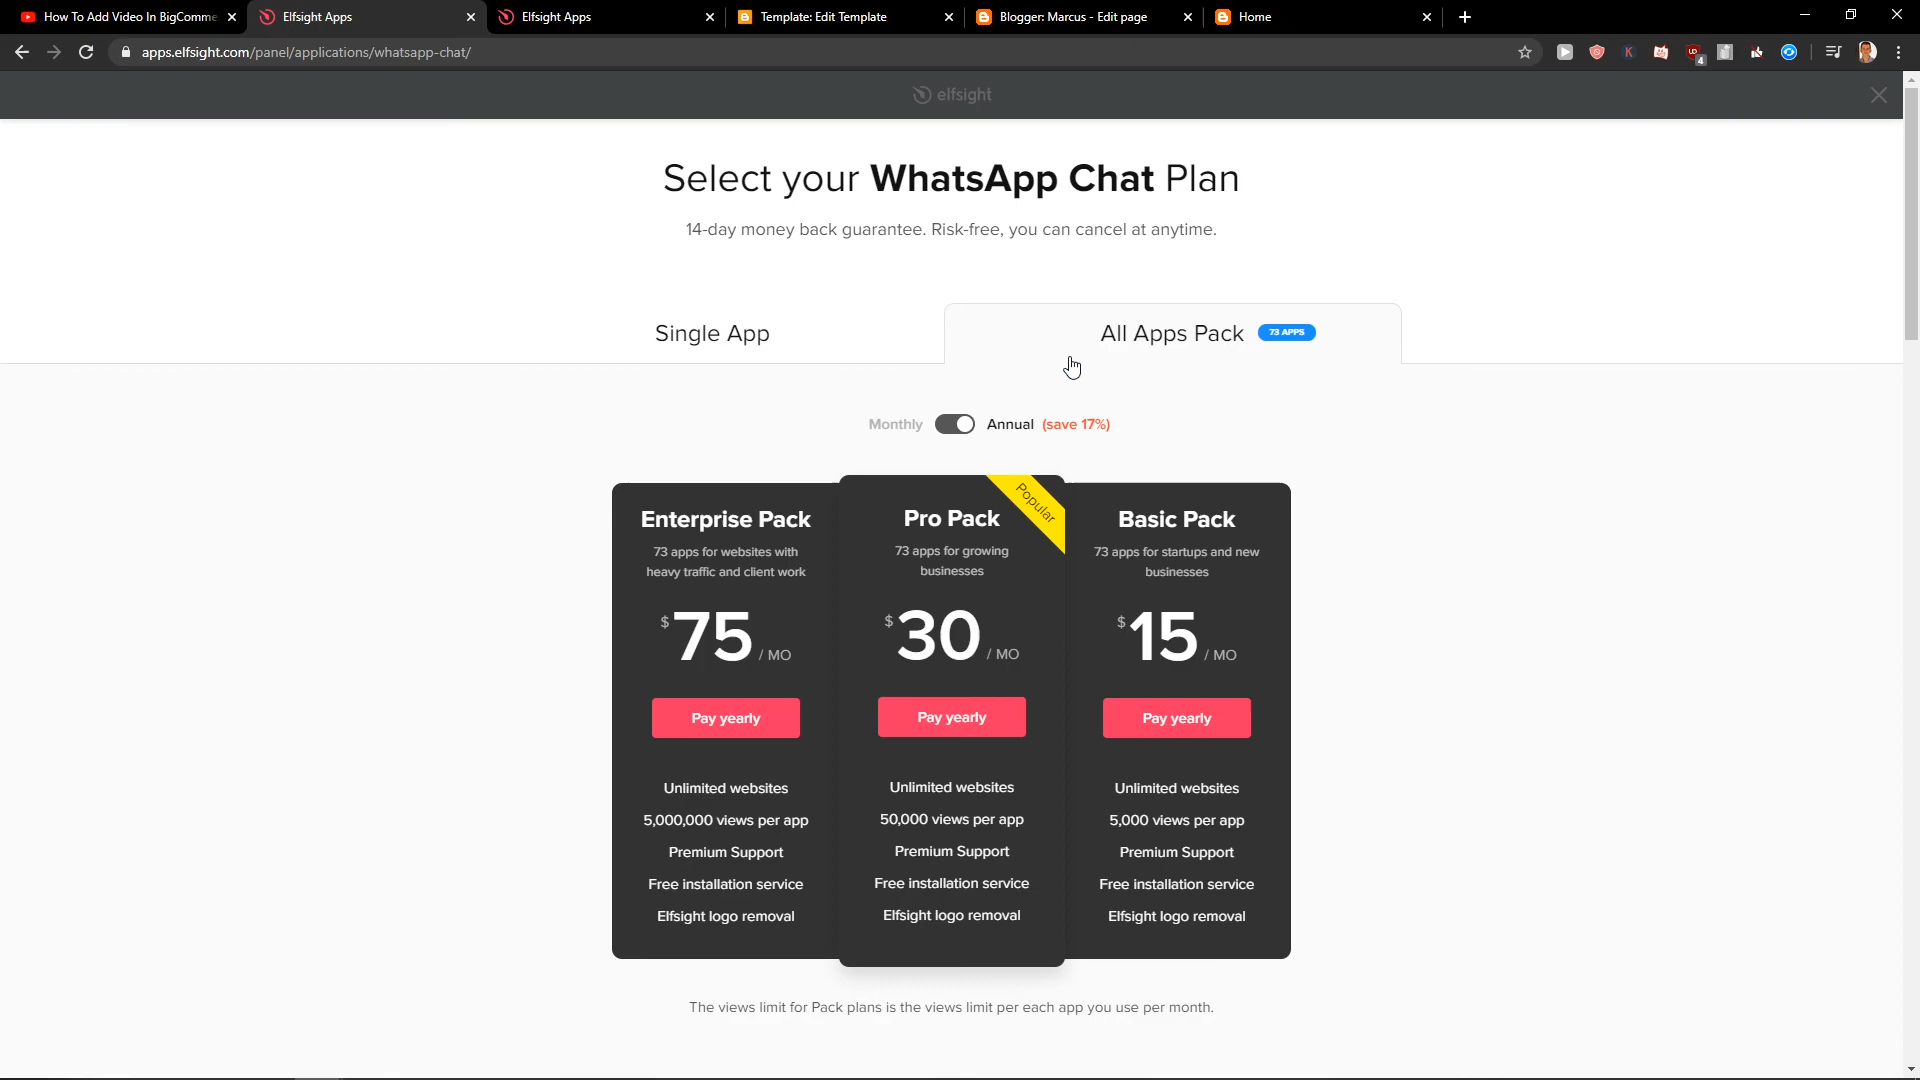 How To Add Video In BigComme
Elfsight Apps
Elfsight Apps
Template: Edit Template
Blogger: Marcus - Edit page
Home
apps.elfsight.com/panel/applications/whatsapp-chat/
K
4
elfsight
Select your WhatsApp Chat Plan
14-day money back guarantee. Risk-free, you can cancel at anytime.
Single App
All Apps Pack 73 APPS
Monthly Annual (save 17%)
Enterprise Pack
73 apps for websites with
heavy traffic and client work
$75 / MO
Pay yearly
Unlimited websites
5,000,000 views per app
Premium Support
Free installation service
Elfsight logo removal
Popular
Pro Pack
73 apps for growing
businesses
$30 / MO
Pay yearly
Unlimited websites
50,000 views per app
Premium Support
Free installation service
Elfsight logo removal
Basic Pack
73 apps for startups and new
businesses
$15 / MO
Pay yearly
Unlimited websites
5,000 views per app
Premium Support
Free installation service
Elfsight logo removal
The views limit for Pack plans is the views limit per each app you use per month.